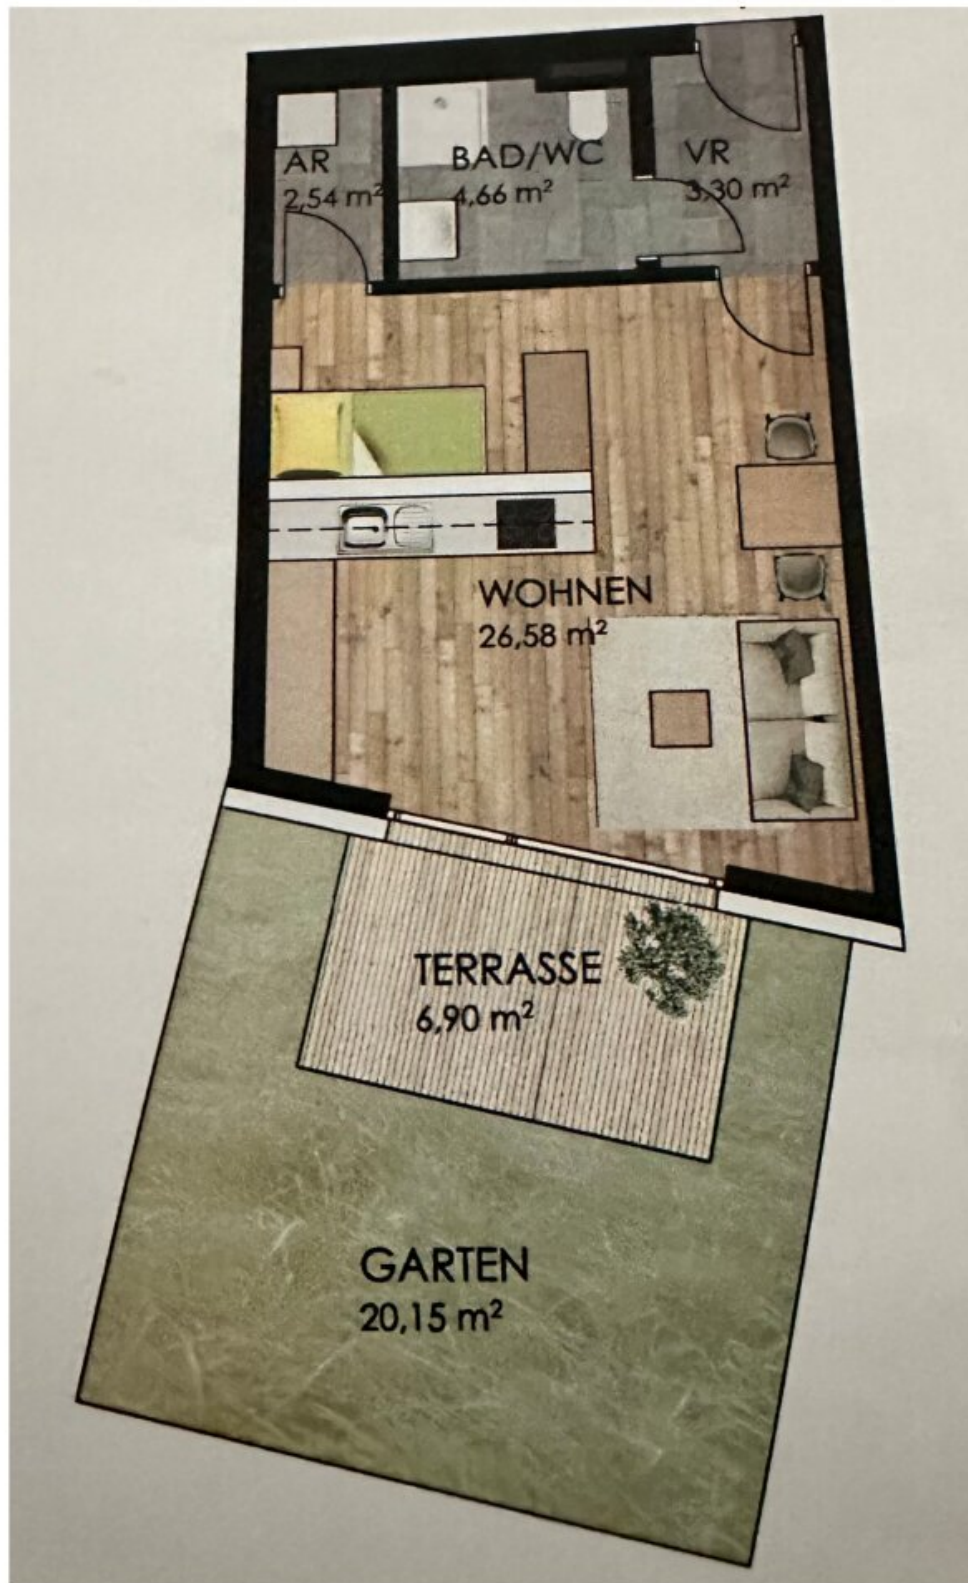 AR
2,54 m²
BAD/WC
4,66 m²
VR
3,30 m²
WOHNEN
26,58 m²
TERRASSE
6,90 m²
GARTEN
20,15 m²